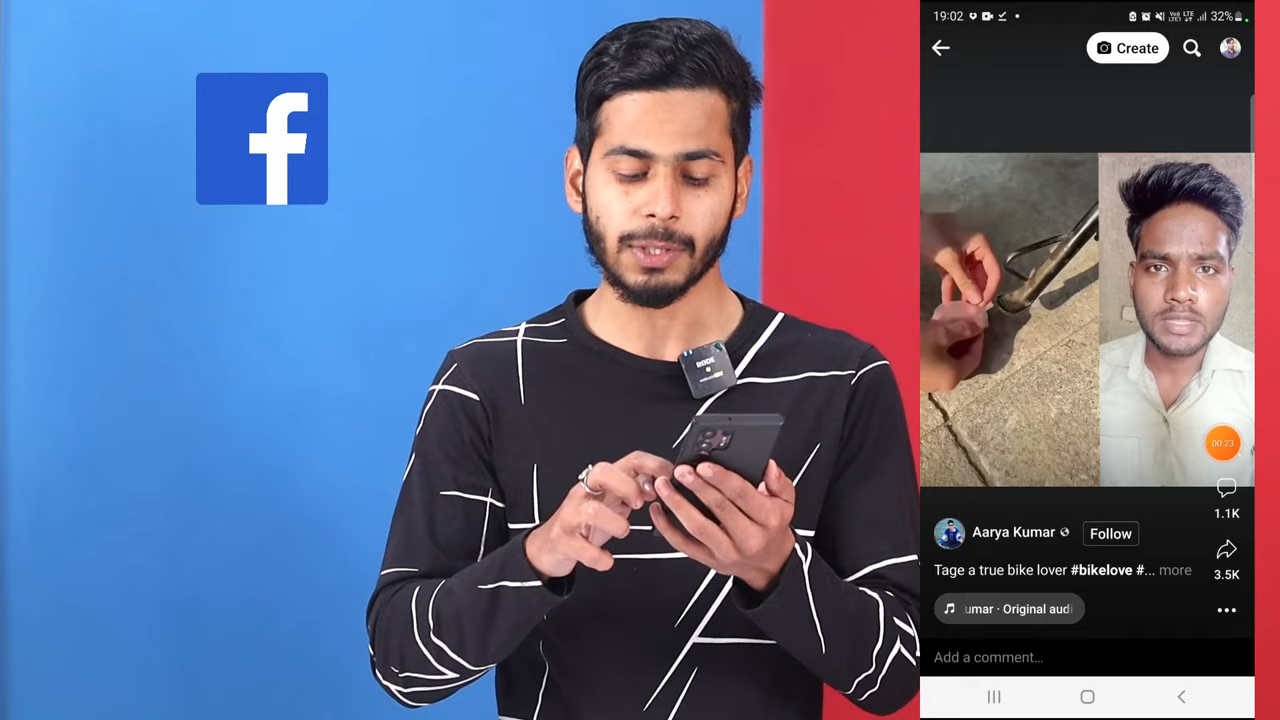 f
RØDE
19:02
32%
Create
00:23
1.1K
Aarya Kumar
Follow
3.5K
Tage a true bike lover #bikelove #... more
umar · Original audi
Add a comment...